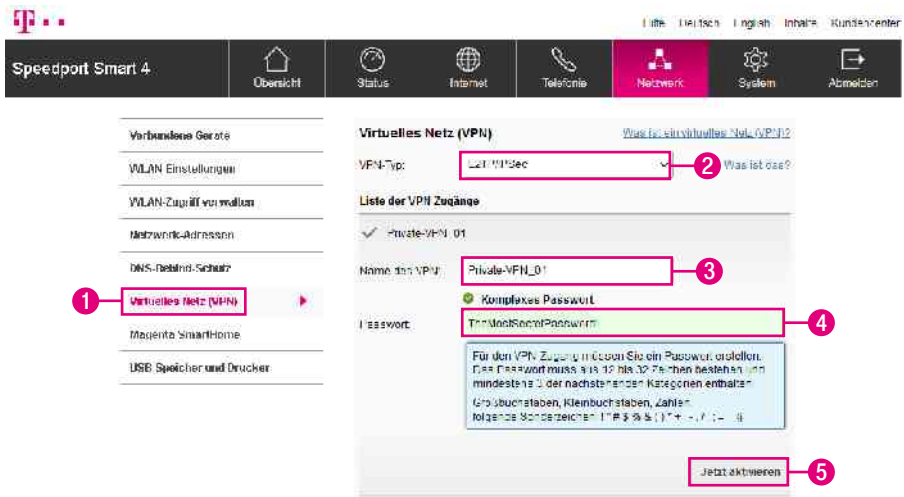 Hilfe Deutsch English Inhalte Kundencenter
Speedport Smart 4
Übersicht Status Internet Telefonie Netzwerk System Abmelden
Verbundene Geräte
WLAN Einstellungen
WLAN-Zugriff verwalten
Netzwerk-Adressen
DNS-Rebind-Schutz
1 Virtuelles Netz (VPN)
Magenta SmartHome
USB Speicher und Drucker
Virtuelles Netz (VPN) Was ist ein virtuelles Netz (VPN)?
VPN-Typ: L2TP/IPSec 2 Was ist das?
Liste der VPN Zugänge
Private-VPN_01
Name des VPN: Private-VPN_01 3
Komplexes Passwort
Passwort: 4
Für den VPN Zugang müssen Sie ein Passwort erstellen.
Das Passwort muss aus 12 bis 32 Zeichen bestehen und
mindestens 3 der nachstehenden Kategorien enthalten
Großbuchstaben, Kleinbuchstaben, Zahlen,
folgende Sonderzeichen
Jetzt aktivieren 5